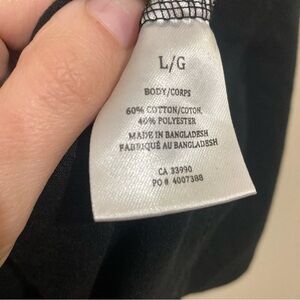 L/G
BODY/CORPS
60% COTTON/COTON,
40% POLYESTER
MADE IN BANGLADESH
FABRIQUÉ AU BANGLADESH
CA 33990
PO # 4007388